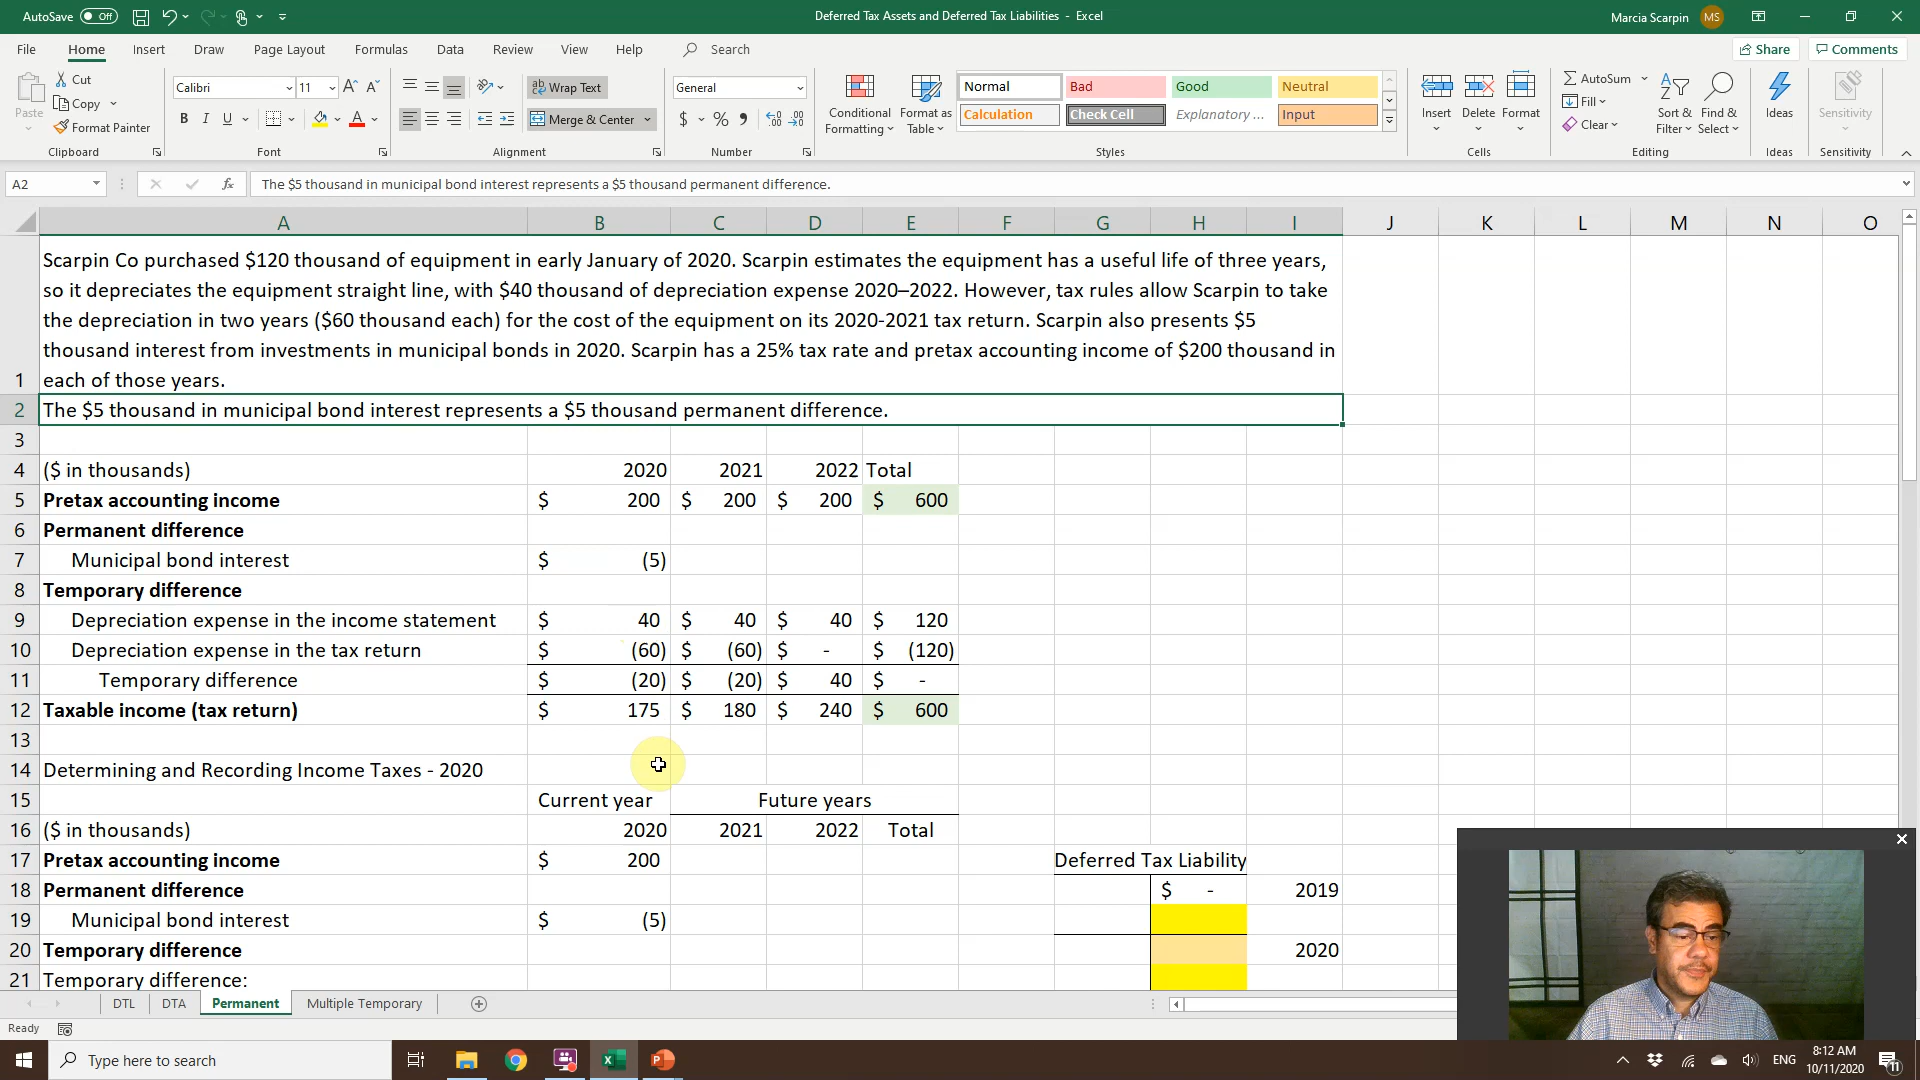 AutoSave Off
Deferred Tax Assets and Deferred Tax Liabilities - Excel
Marcia Scarpin MS
File Home Insert Draw Page Layout Formulas Data Review View Help Search
Share Comments
Paste
Cut
Copy
Format Painter
Clipboard
Calibri 11
B I U
Font
Wrap Text
Merge & Center
Alignment
General
$ % ,
Number
Conditional Formatting
Format as Table
Normal Bad Good Neutral
Calculation Check Cell Explanatory ... Input
Styles
Insert Delete Format
Cells
AutoSum
Fill
Clear
Sort & Filter
Find & Select
Editing
Ideas
Ideas
Sensitivity
Sensitivity
A2 fx The $5 thousand in municipal bond interest represents a $5 thousand permanent difference.
A B C D E F G H I J K L M N O
Scarpin Co purchased $120 thousand of equipment in early January of 2020. Scarpin estimates the equipment has a useful life of three years,
so it depreciates the equipment straight line, with $40 thousand of depreciation expense 2020–2022. However, tax rules allow Scarpin to take
the depreciation in two years ($60 thousand each) for the cost of the equipment on its 2020-2021 tax return. Scarpin also presents $5
thousand interest from investments in municipal bonds in 2020. Scarpin has a 25% tax rate and pretax accounting income of $200 thousand in
1 each of those years.
2 The $5 thousand in municipal bond interest represents a $5 thousand permanent difference.
3
4 ($ in thousands) 2020 2021 2022 Total
5 Pretax accounting income $ 200 $ 200 $ 200 $ 600
6 Permanent difference
7 Municipal bond interest $ (5)
8 Temporary difference
9 Depreciation expense in the income statement $ 40 $ 40 $ 40 $ 120
10 Depreciation expense in the tax return $ (60) $ (60) $ - $ (120)
11 Temporary difference $ (20) $ (20) $ 40 $ -
12 Taxable income (tax return) $ 175 $ 180 $ 240 $ 600
13
14 Determining and Recording Income Taxes - 2020
15 Current year Future years
16 ($ in thousands) 2020 2021 2022 Total
17 Pretax accounting income $ 200 Deferred Tax Liability
18 Permanent difference $ - 2019
19 Municipal bond interest $ (5)
20 Temporary difference 2020
21 Temporary difference:
DTL DTA Permanent Multiple Temporary
Ready
Type here to search
ENG
8:12 AM
10/11/2020
11